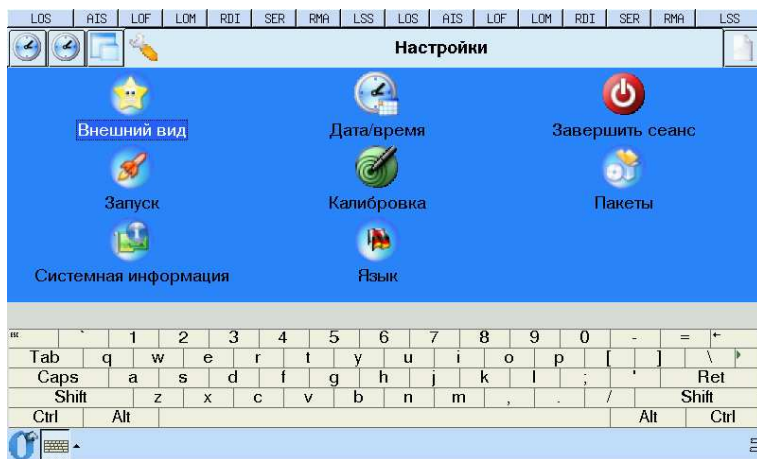 LOS AIS LOF LOM RDI SER RMA LSS LOS AIS LOF LOM RDI SER RMA LSS
Настройки
Внешний вид Дата/время Завершить сеанс
Запуск Калибровка Пакеты
Системная информация Язык
` 1 2 3 4 5 6 7 8 9 0 - = ←
Tab q w e r t y u i o p [ ] \
Caps a s d f g h j k l ; ' Ret
Shift z x c v b n m , . / Shift
Ctrl Alt Alt Ctrl